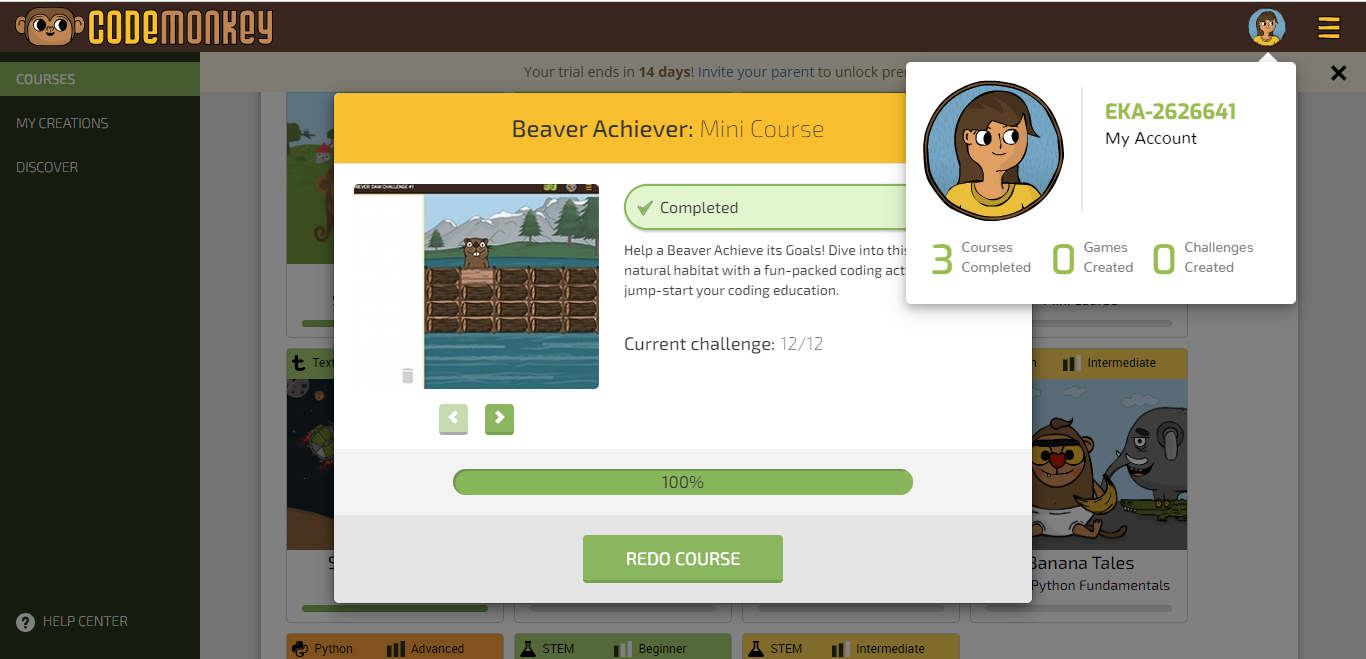 CODEMONKEY
COURSES
MY CREATIONS
DISCOVER
HELP CENTER
Your trial ends in 14 days! Invite your parent to unlock
EKA-2626641
My Account
3 Courses Completed
0 Games Created
0 Challenges Created
Beaver Achiever: Mini Course
Completed
Help a Beaver Achieve its Goals! Dive into
natural habitat with a fun-packed coding
jump-start your coding education.
Current challenge: 12/12
100%
REDO COURSE
Intermediate
Banana Tales
Python Fundamentals
Python Advanced
STEM Beginner
STEM Intermediate